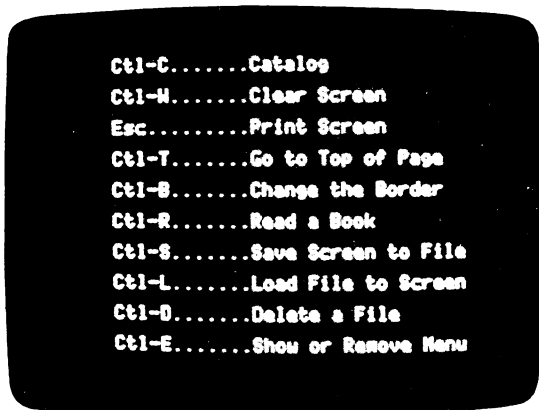 Ctl-C.......Catalog
Ctl-W.......Clear Screen
Esc.........Print Screen
Ctl-T.......Go to Top of Page
Ctl-B.......Change the Border
Ctl-R.......Read a Book
Ctl-S.......Save Screen to File
Ctl-L.......Load File to Screen
Ctl-D.......Delete a File
Ctl-E.......Show or Remove Menu